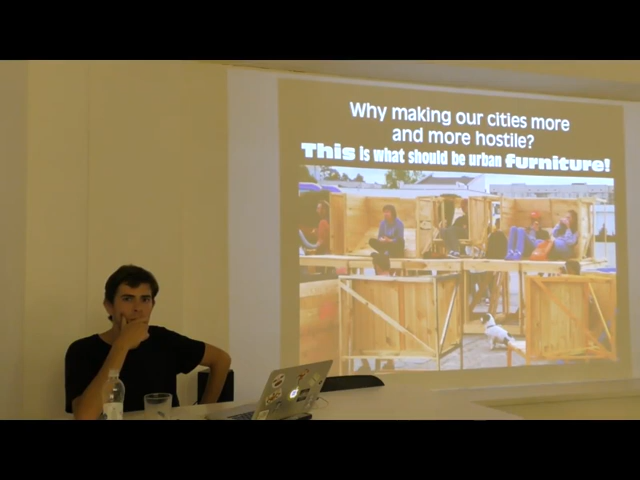 Why making our cities more
and more hostile?
This is what should be urban furniture!